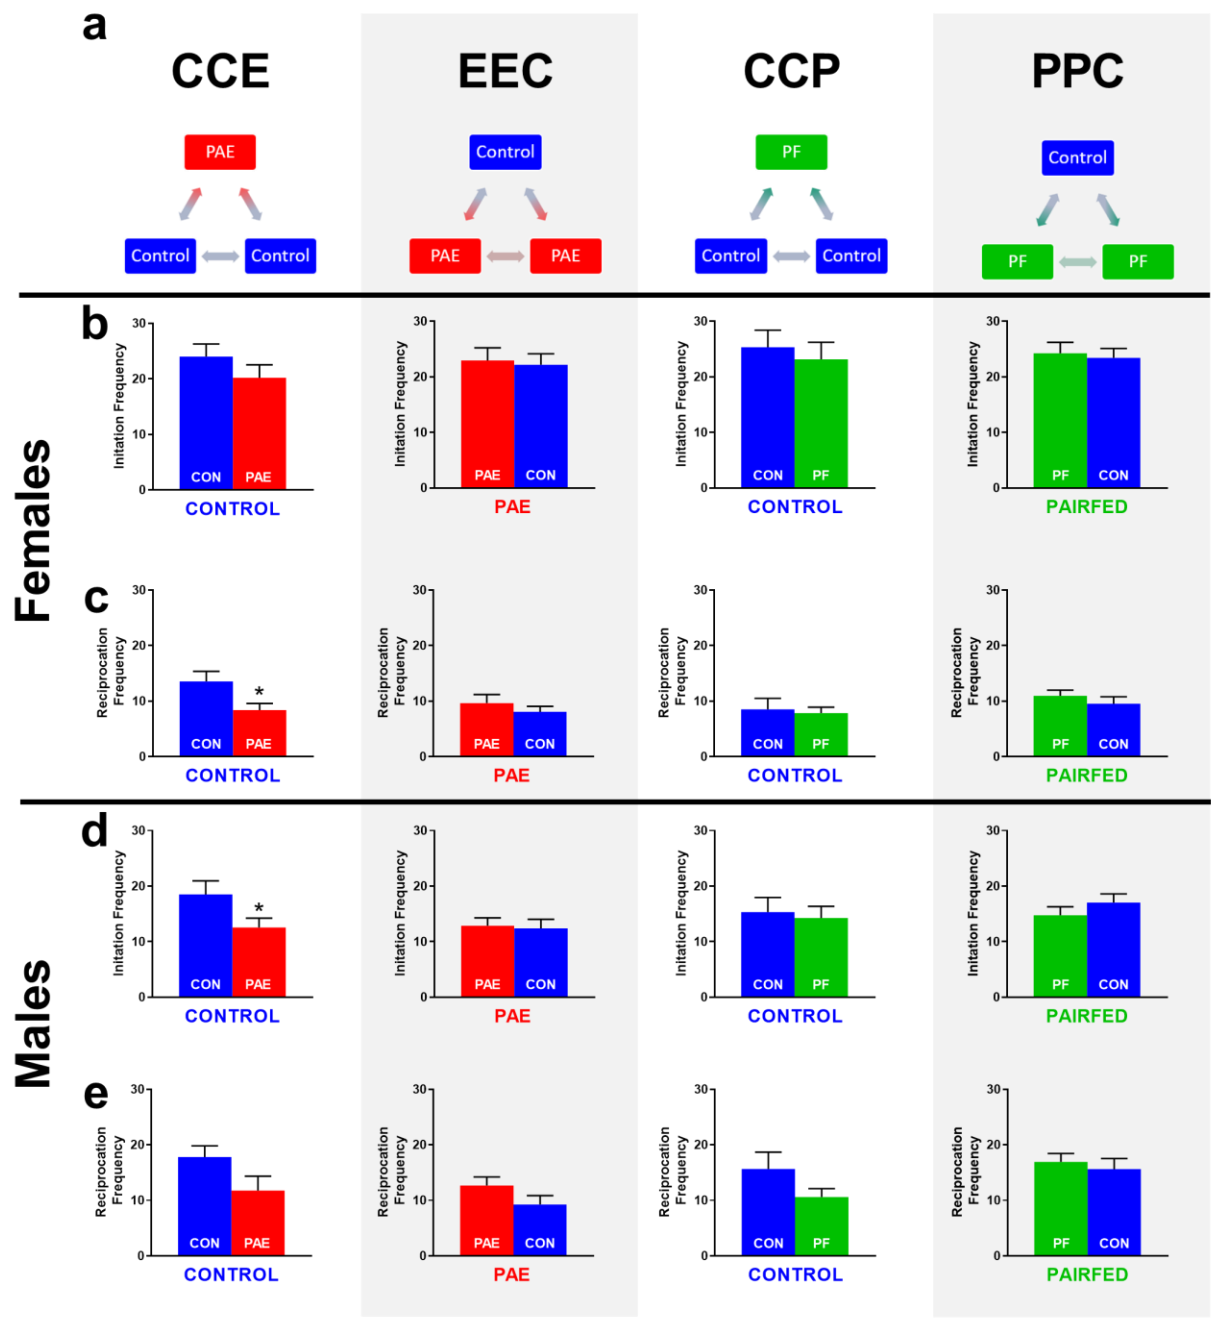 a
CCE EEC CCP PPC
PAE Control PF Control
Control Control PAE PAE Control Control PF PF
Females
b
Initation Frequency
30
20
10
0
CON PAE
CONTROL
Initation Frequency
30
20
10
0
PAE CON
PAE
Initation Frequency
30
20
10
0
CON PF
CONTROL
Initation Frequency
30
20
10
0
PF CON
PAIRFED
c
Reciprocation
Frequency
30
20
10
0
*
CON PAE
CONTROL
Reciprocation
Frequency
30
20
10
0
PAE CON
PAE
Reciprocation
Frequency
30
20
10
0
CON PF
CONTROL
Reciprocation
Frequency
30
20
10
0
PF CON
PAIRFED
Males
d
Initation Frequency
30
20
10
0
*
CON PAE
CONTROL
Initation Frequency
30
20
10
0
PAE CON
PAE
Initation Frequency
30
20
10
0
CON PF
CONTROL
Initation Frequency
30
20
10
0
PF CON
PAIRFED
e
Reciprocation
Frequency
30
20
10
0
CON PAE
CONTROL
Reciprocation
Frequency
30
20
10
0
PAE CON
PAE
Reciprocation
Frequency
30
20
10
0
CON PF
CONTROL
Reciprocation
Frequency
30
20
10
0
PF CON
PAIRFED